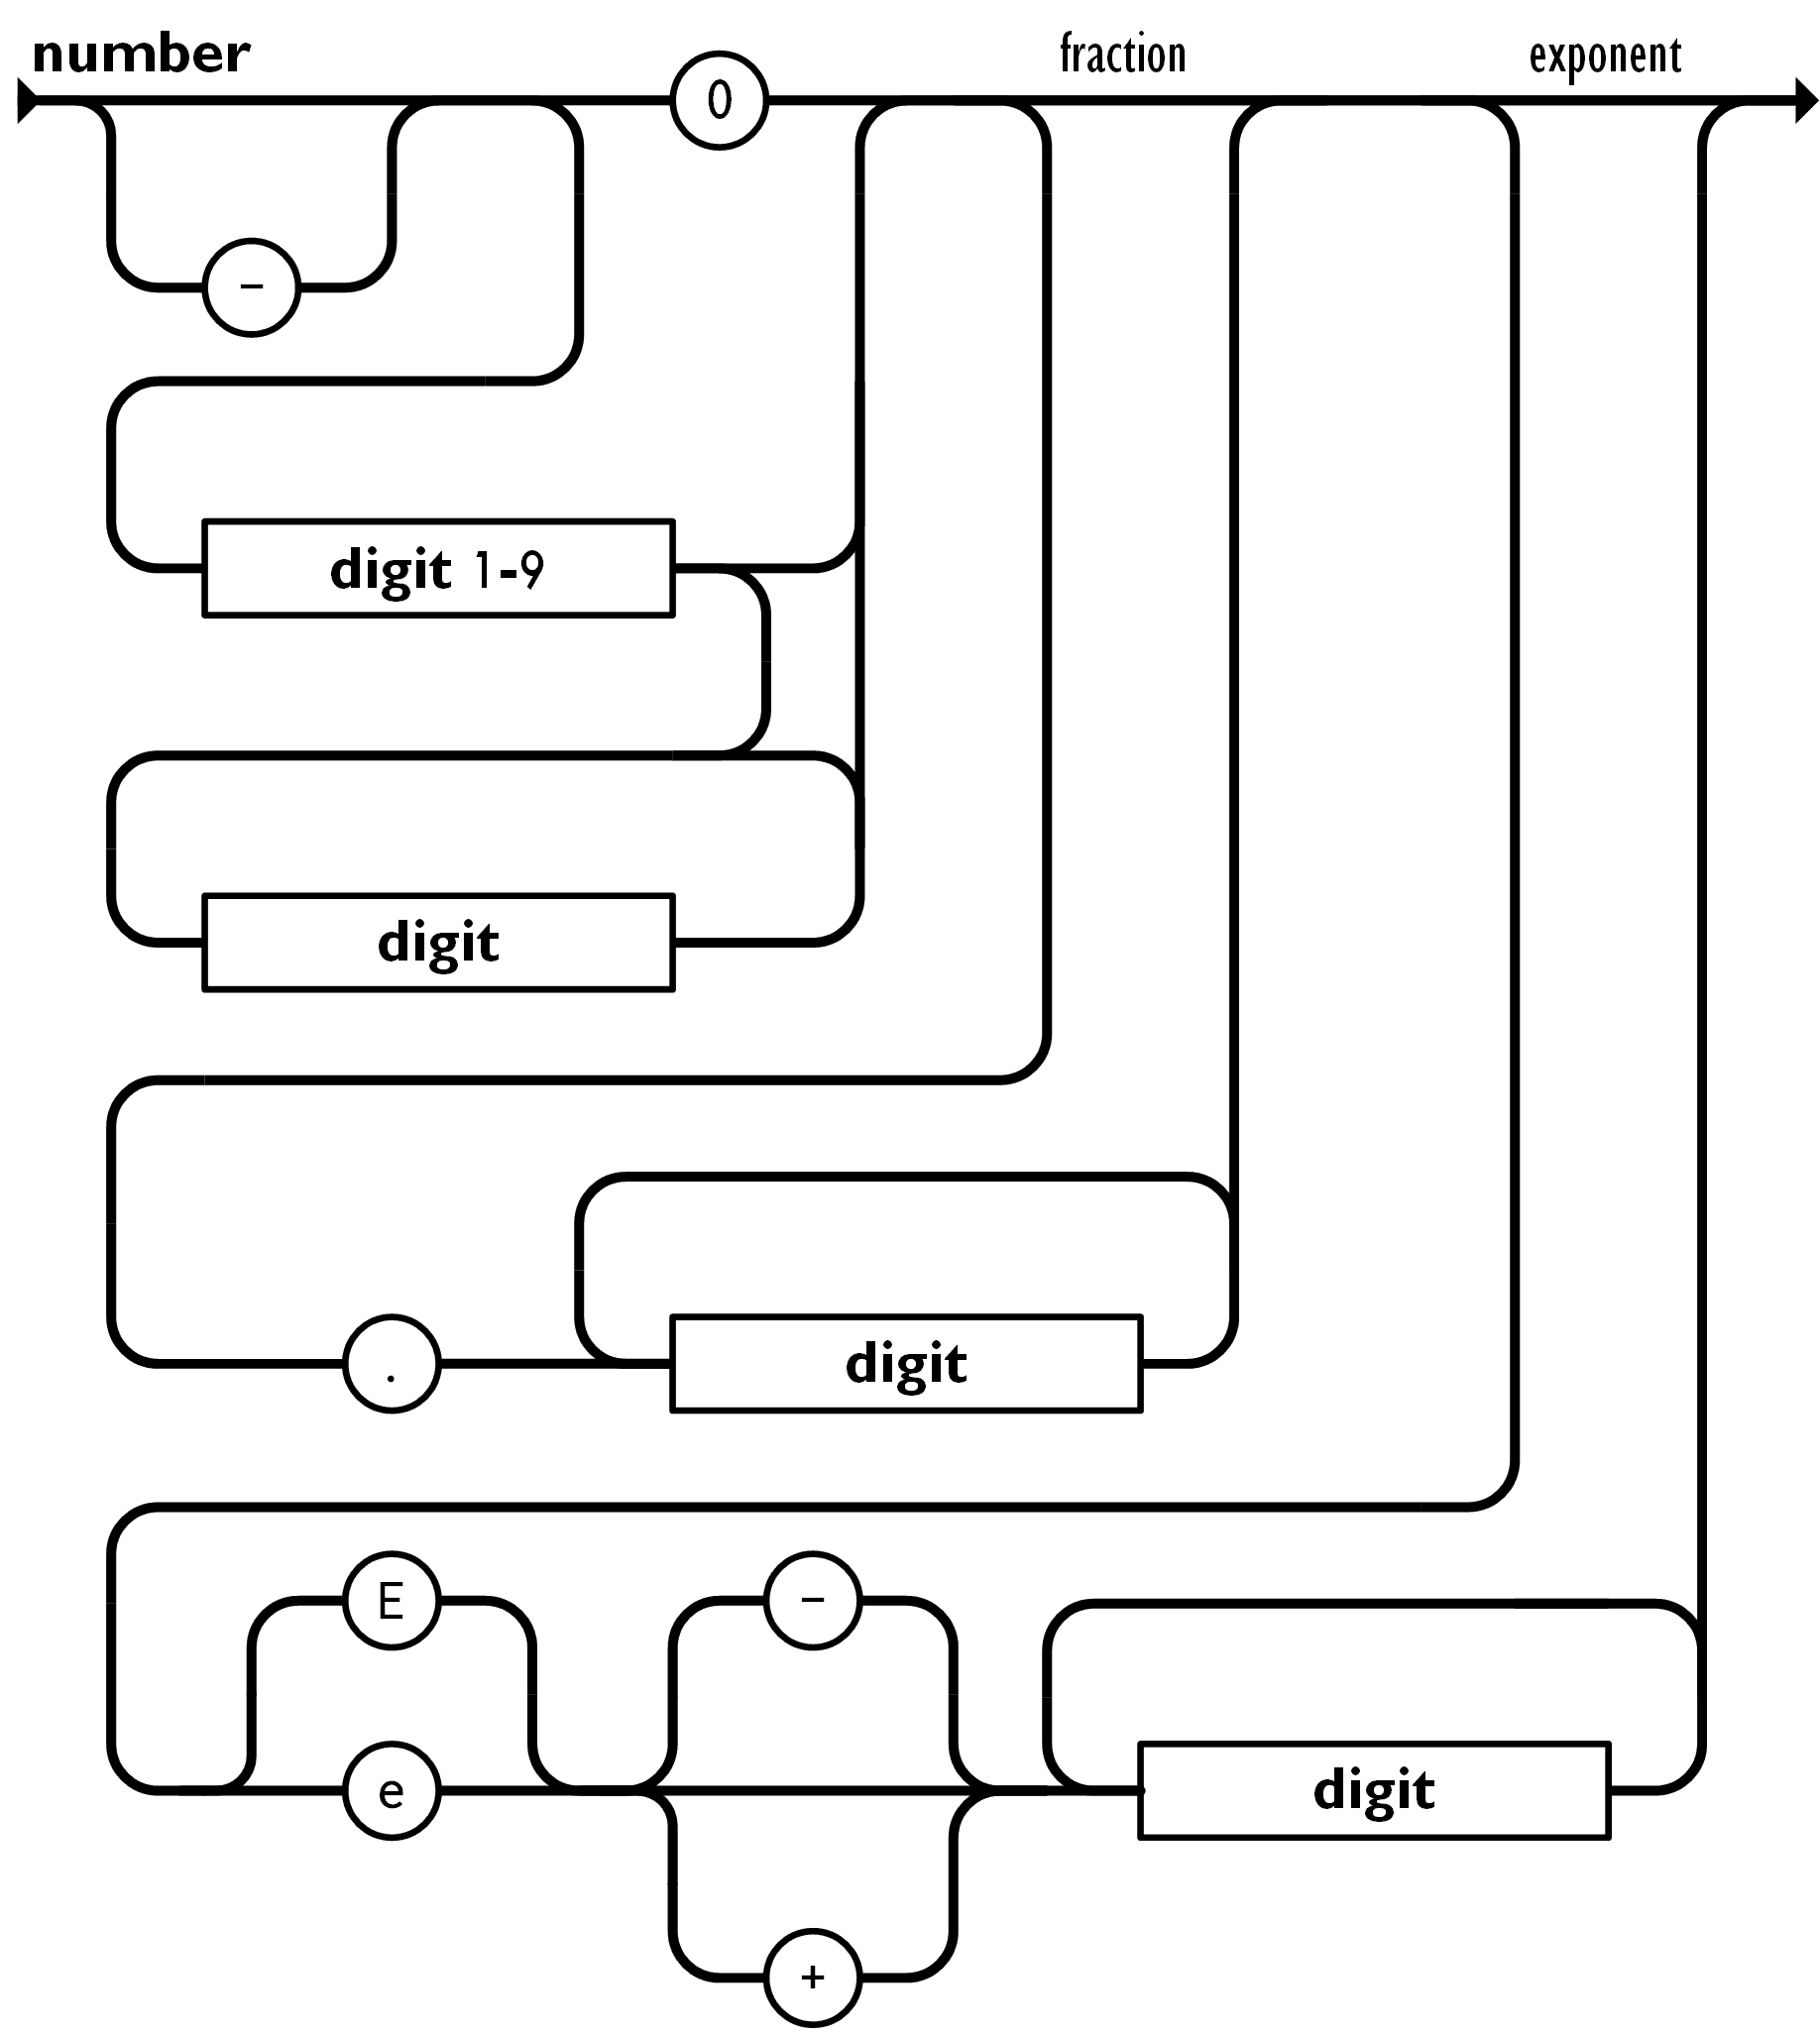 number
0
fraction
exponent
-
digit 1-9
digit
.
digit
E
-
e
digit
+